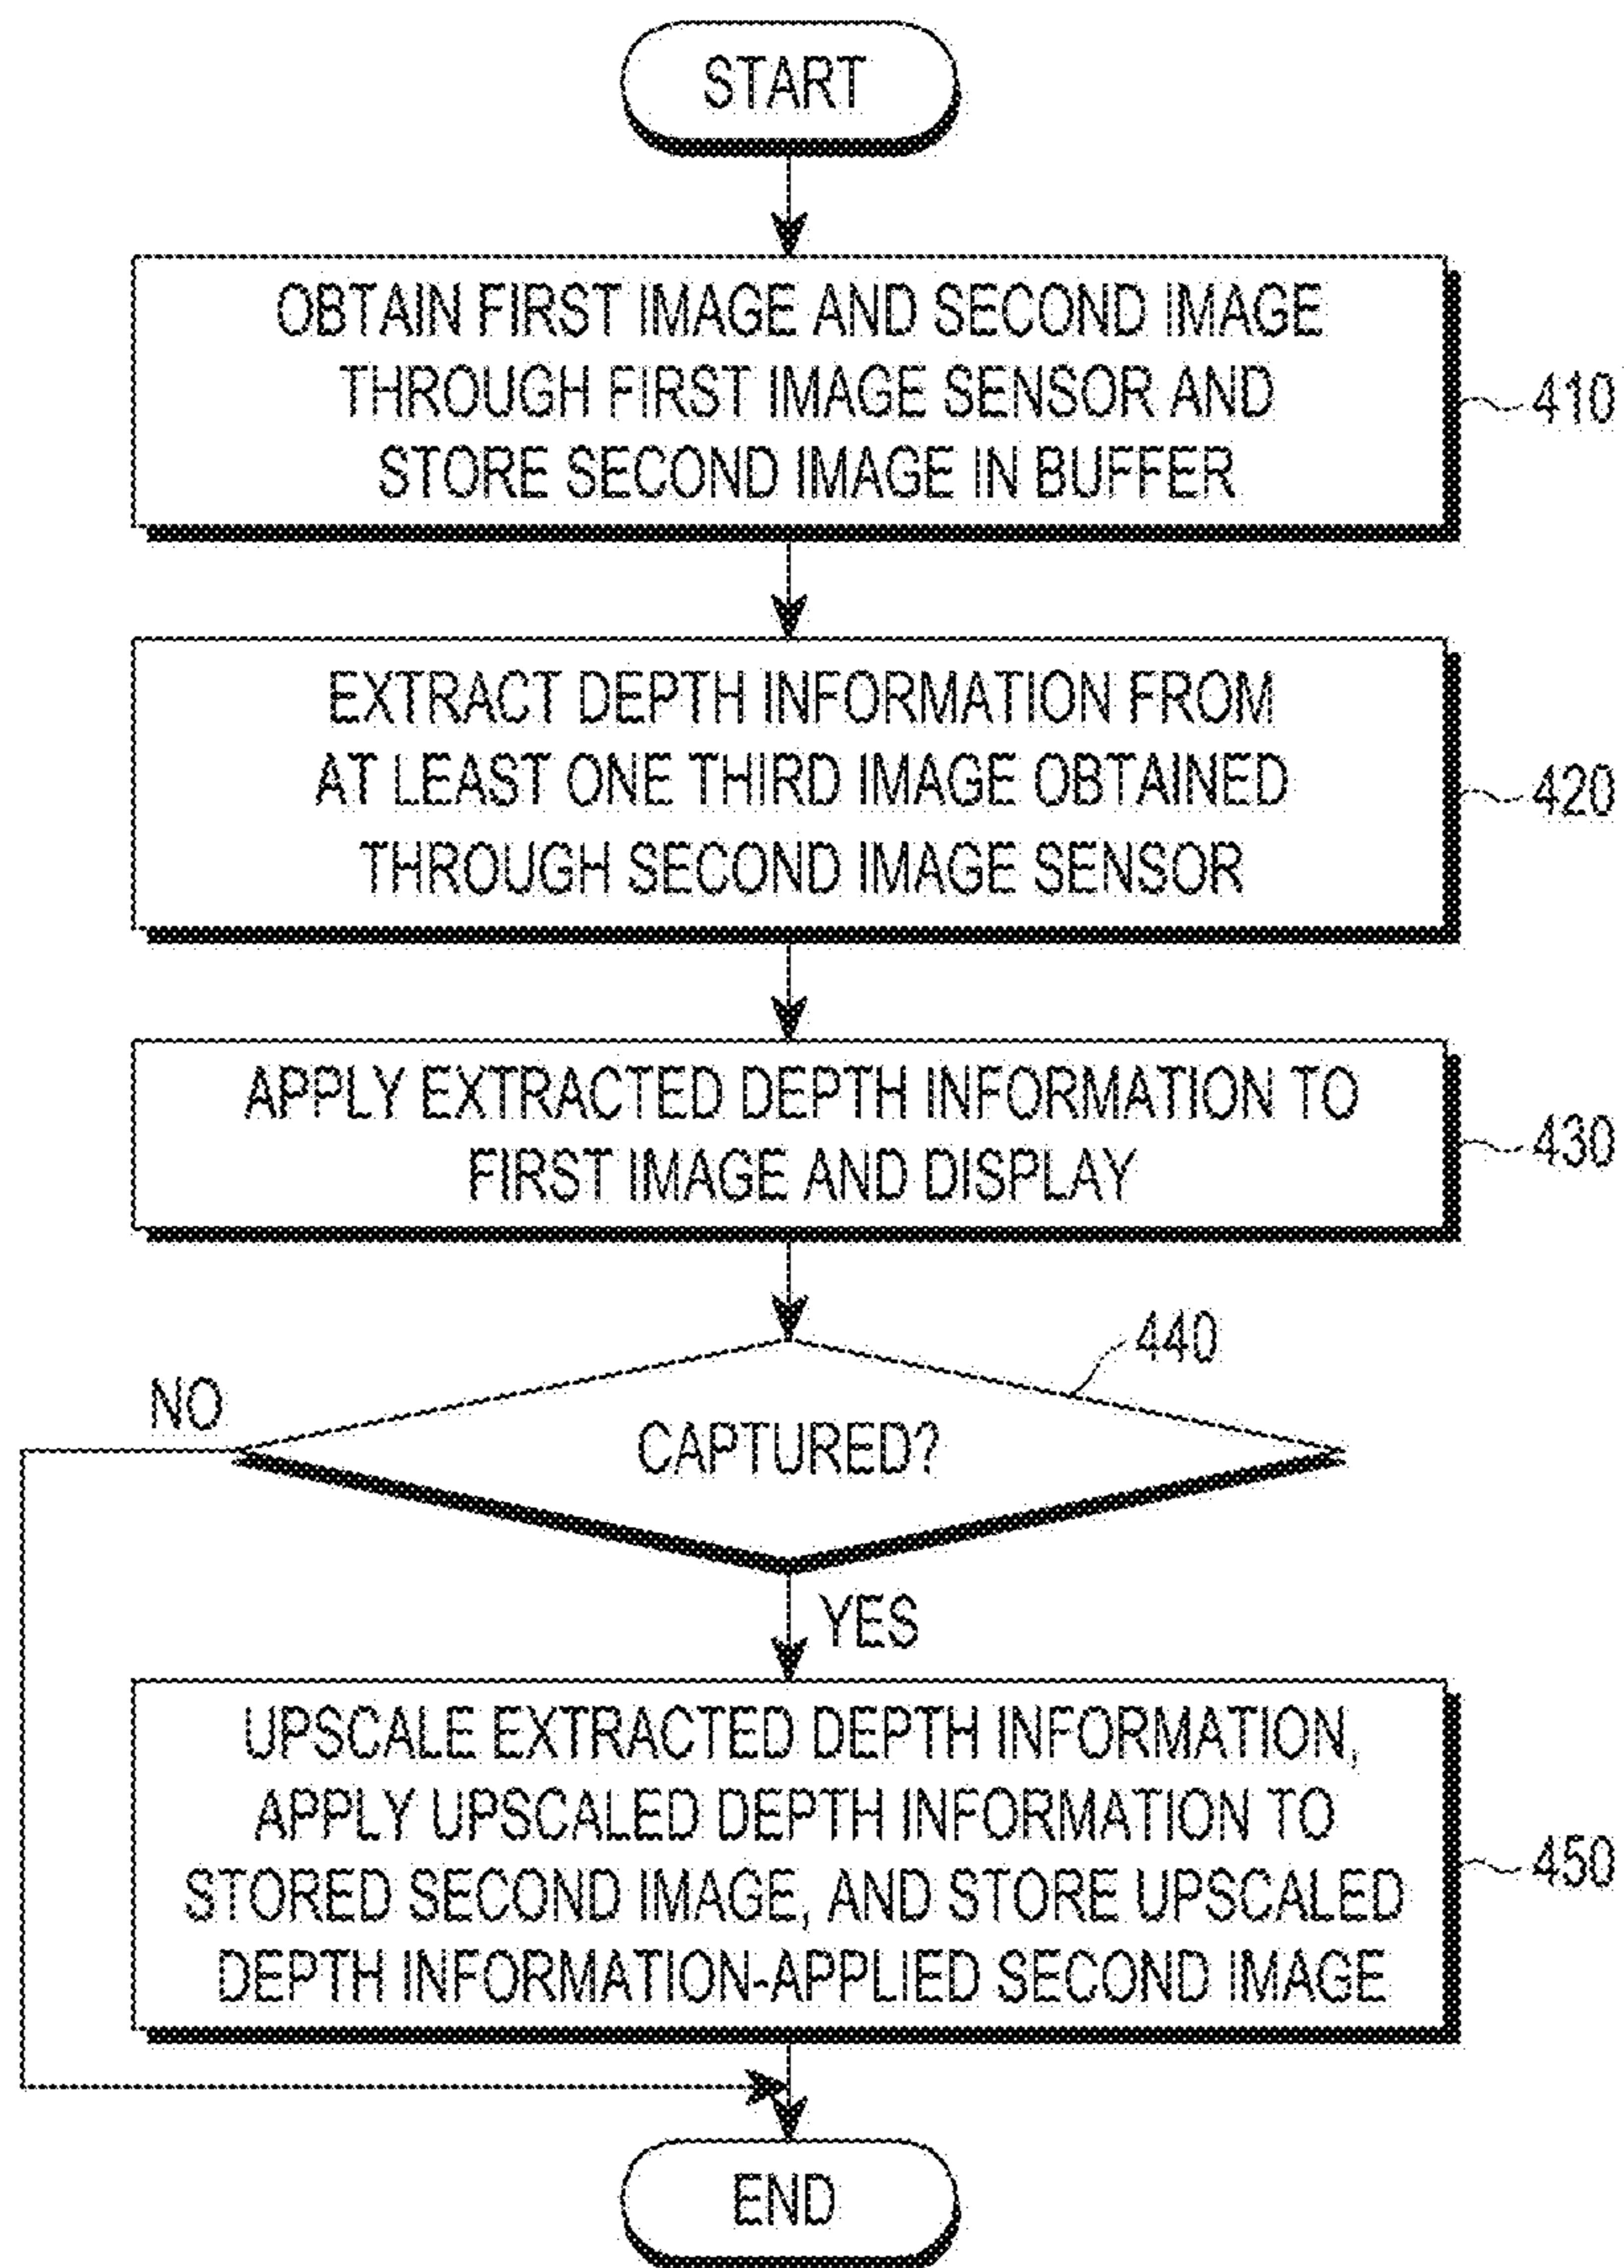 START
OBTAIN FIRST IMAGE AND SECOND IMAGE
THROUGH FIRST IMAGE SENSOR AND
STORE SECOND IMAGE IN BUFFER
410
EXTRACT DEPTH INFORMATION FROM
AT LEAST ONE THIRD IMAGE OBTAINED
THROUGH SECOND IMAGE SENSOR
420
APPLY EXTRACTED DEPTH INFORMATION TO
FIRST IMAGE AND DISPLAY
430
440
NO
CAPTURED?
YES
UPSCALE EXTRACTED DEPTH INFORMATION,
APPLY UPSCALED DEPTH INFORMATION TO
STORED SECOND IMAGE, AND STORE UPSCALED
DEPTH INFORMATION-APPLIED SECOND IMAGE
450
END